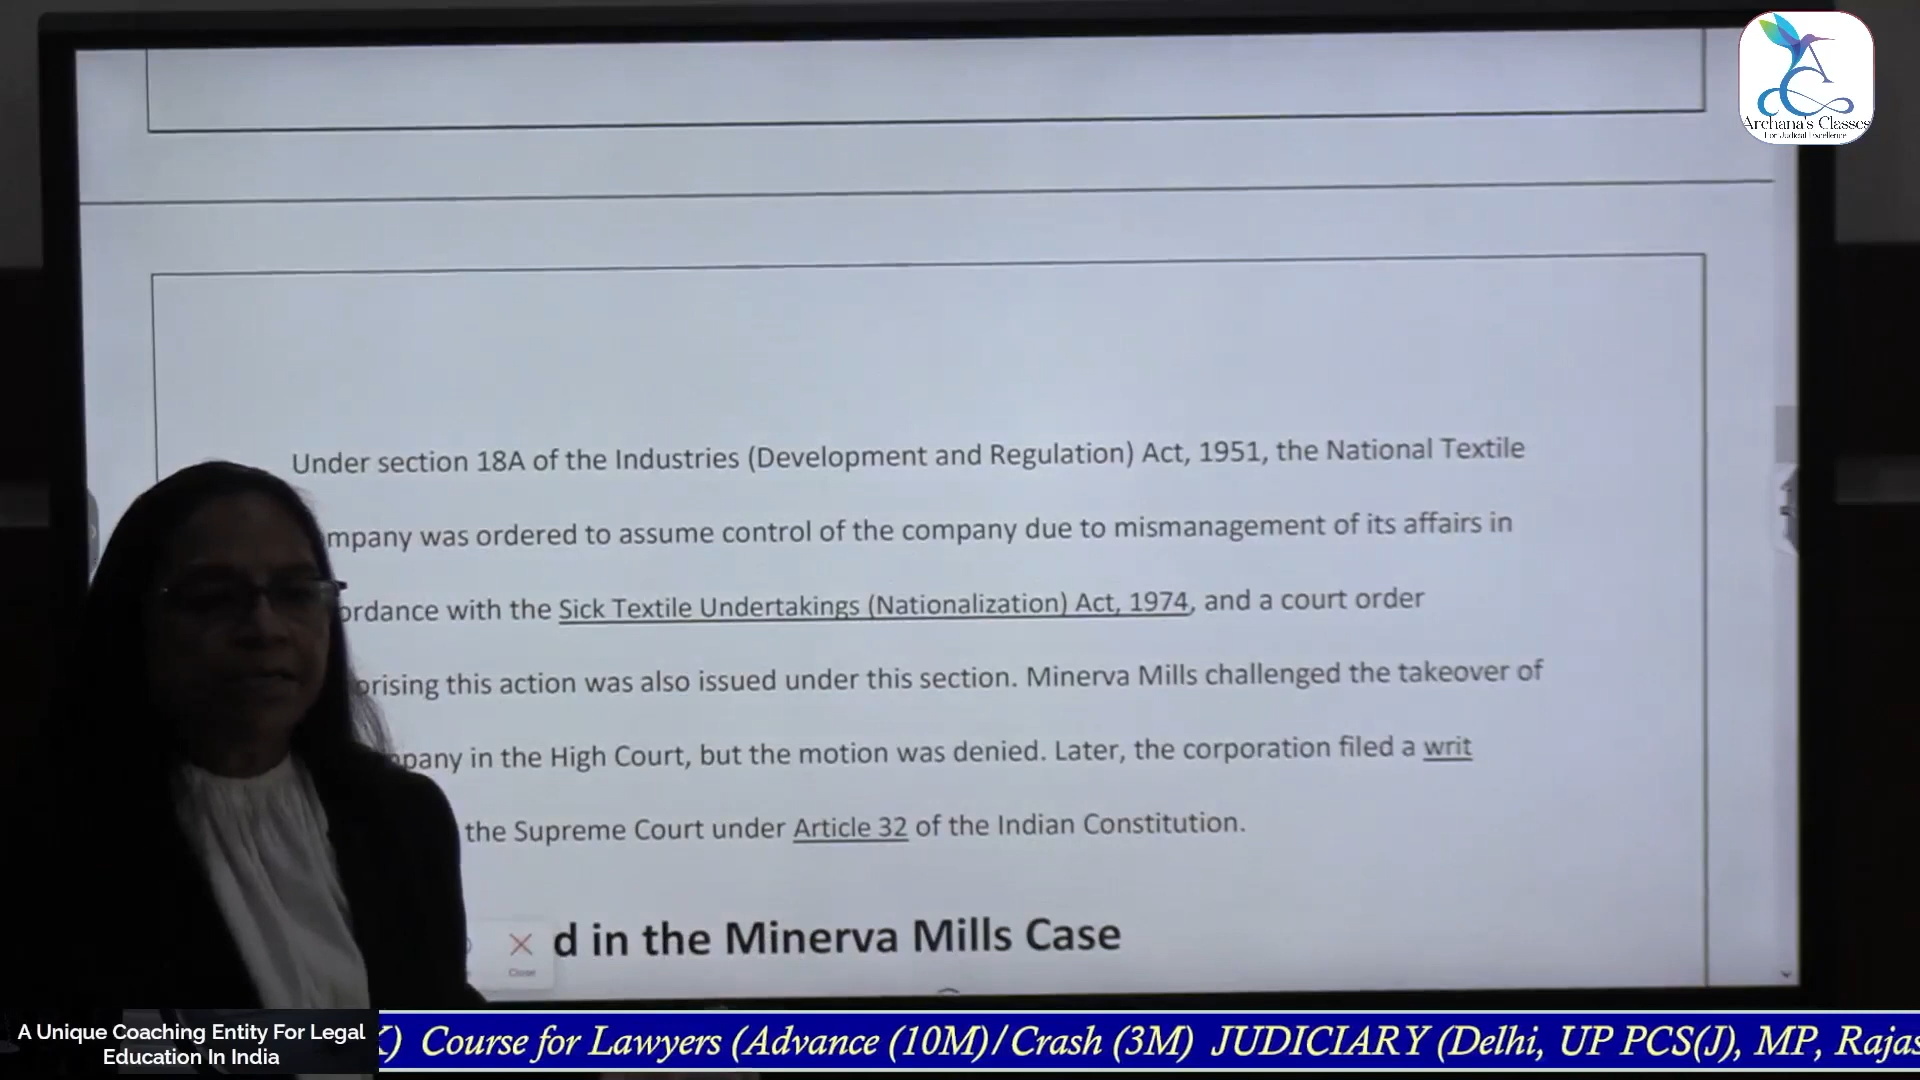 Archana's Classes
For Judicial Excellence
Under section 18A of the Industries (Development and Regulation) Act, 1951, the National Textile
mpany was ordered to assume control of the company due to mismanagement of its affairs in
ordance with the Sick Textile Undertakings (Nationalization) Act, 1974, and a court order
orising this action was also issued under this section. Minerva Mills challenged the takeover of
pany in the High Court, but the motion was denied. Later, the corporation filed a writ
the Supreme Court under Article 32 of the Indian Constitution.
d in the Minerva Mills Case
Close
A Unique Coaching Entity For Legal
Education In India
) Course for Lawyers (Advance (10M)/Crash (3M) JUDICIARY (Delhi, UP PCS(J), MP, Rajas